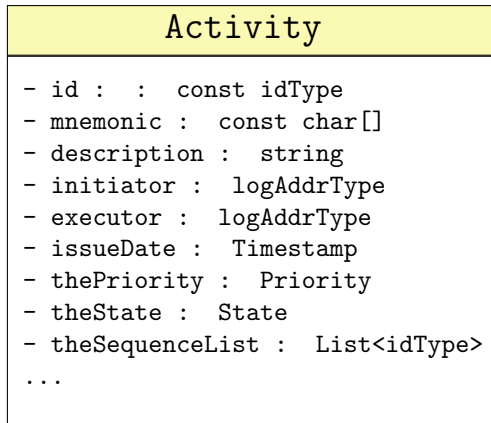 Activity
- id : : const idType
- mnemonic : const char[]
- description : string
- initiator : logAddrType
- executor : logAddrType
- issueDate : Timestamp
- thePriority : Priority
- theState : State
- theSequenceList : List<idType>
...